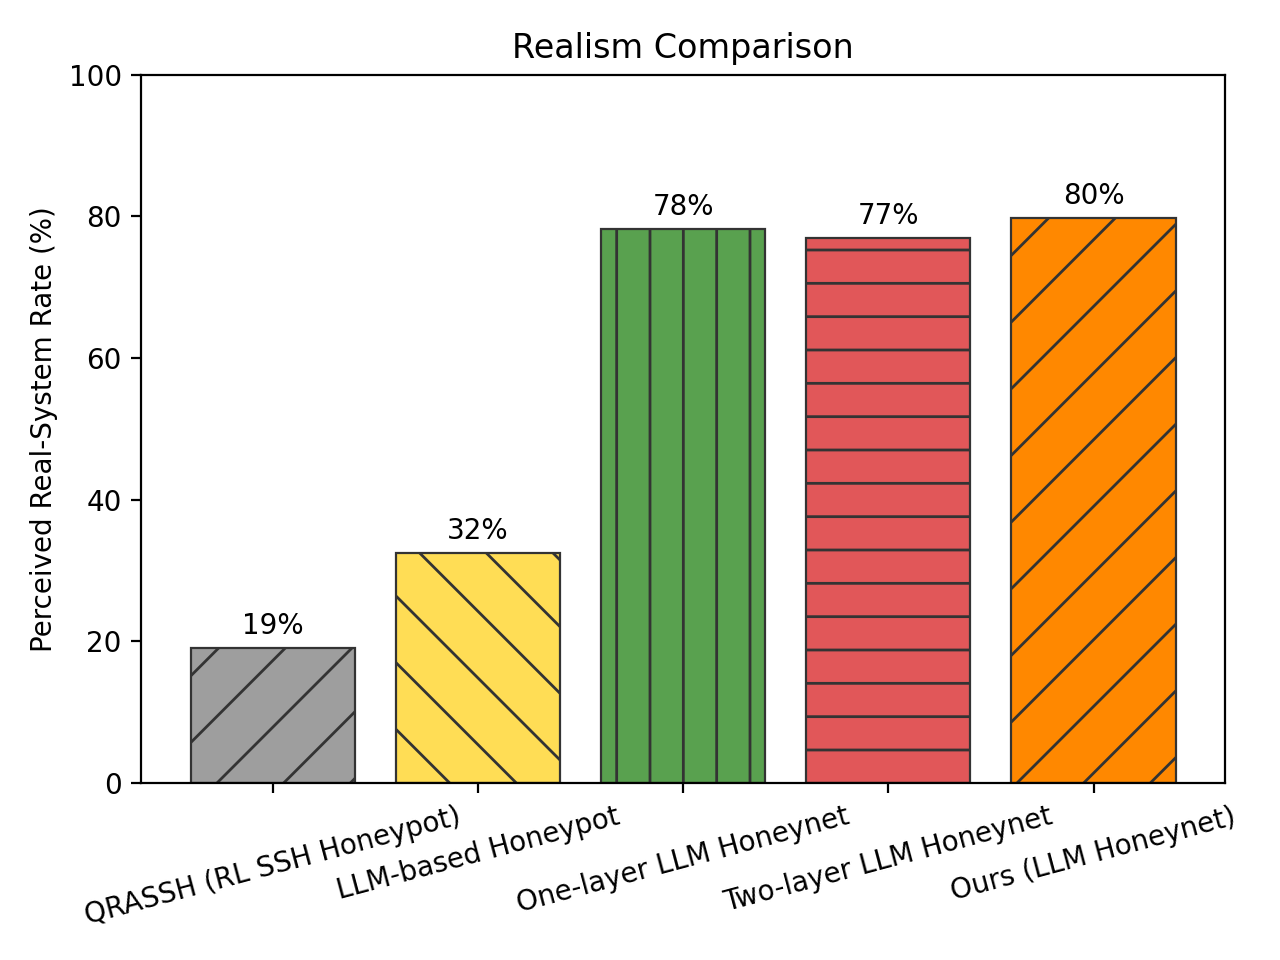 Realism Comparison
Perceived Real-System Rate (%)
100
80
60
40
20
0
19%
32%
78%
77%
80%
QRASSH (RL SSH Honeypot)
LLM-based Honeypot
One-layer LLM Honeynet
Two-layer LLM Honeynet
Ours (LLM Honeynet)